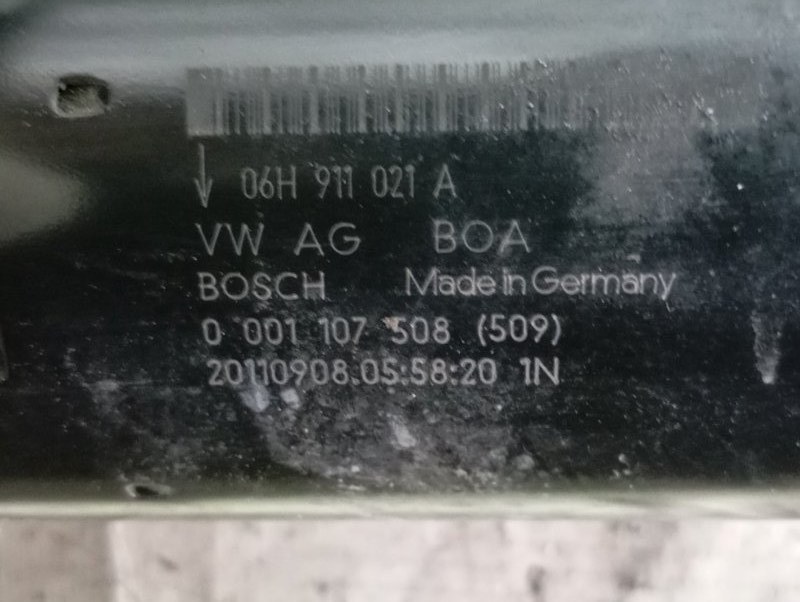 06H 911 021 A
VW AG BOA
BOSCH Made in Germany
0 001 107 508 (509)
20110908.05:58:20 1N